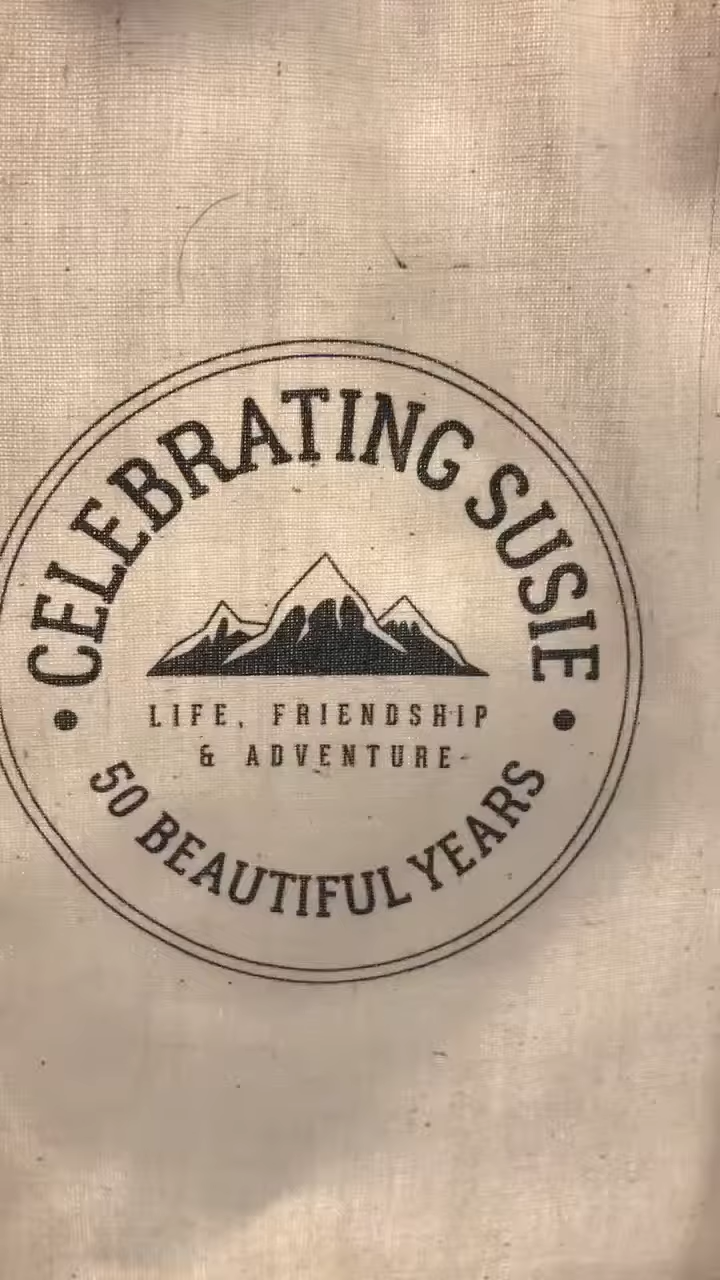 CELEBRATING SUSIE
LIFE, FRIENDSHIP
& ADVENTURE
50 BEAUTIFUL YEARS